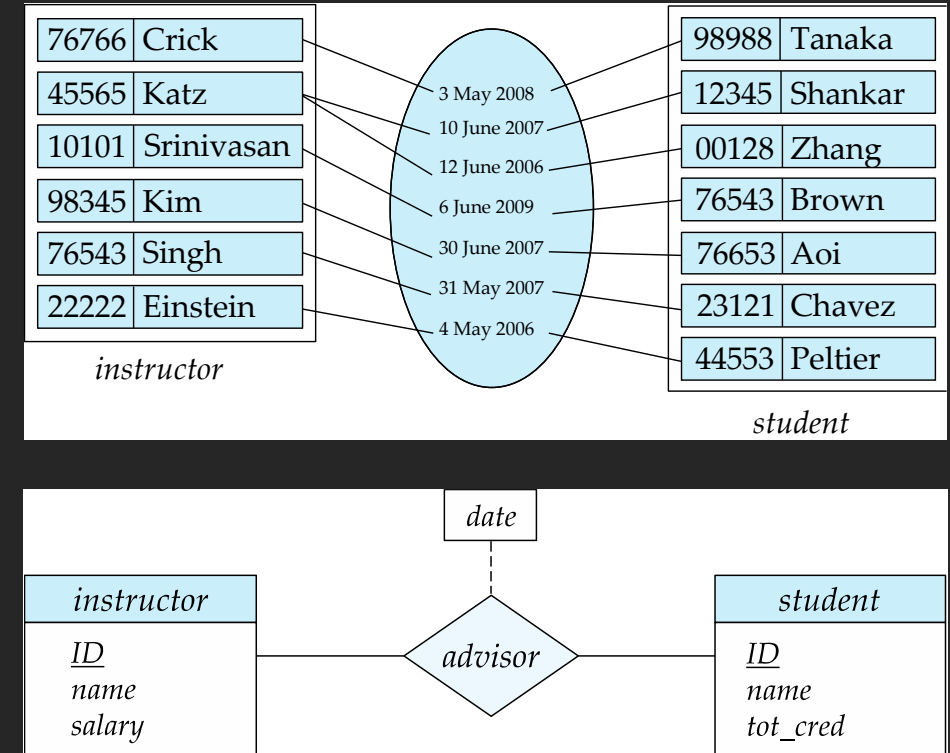 76766 Crick
45565 Katz
10101 Srinivasan
98345 Kim
76543 Singh
22222 Einstein
instructor
3 May 2008
10 June 2007
12 June 2006
6 June 2009
30 June 2007
31 May 2007
4 May 2006
98988 Tanaka
12345 Shankar
00128 Zhang
76543 Brown
76653 Aoi
23121 Chavez
44553 Peltier
student
date
instructor
ID
name
salary
advisor
student
ID
name
tot_cred